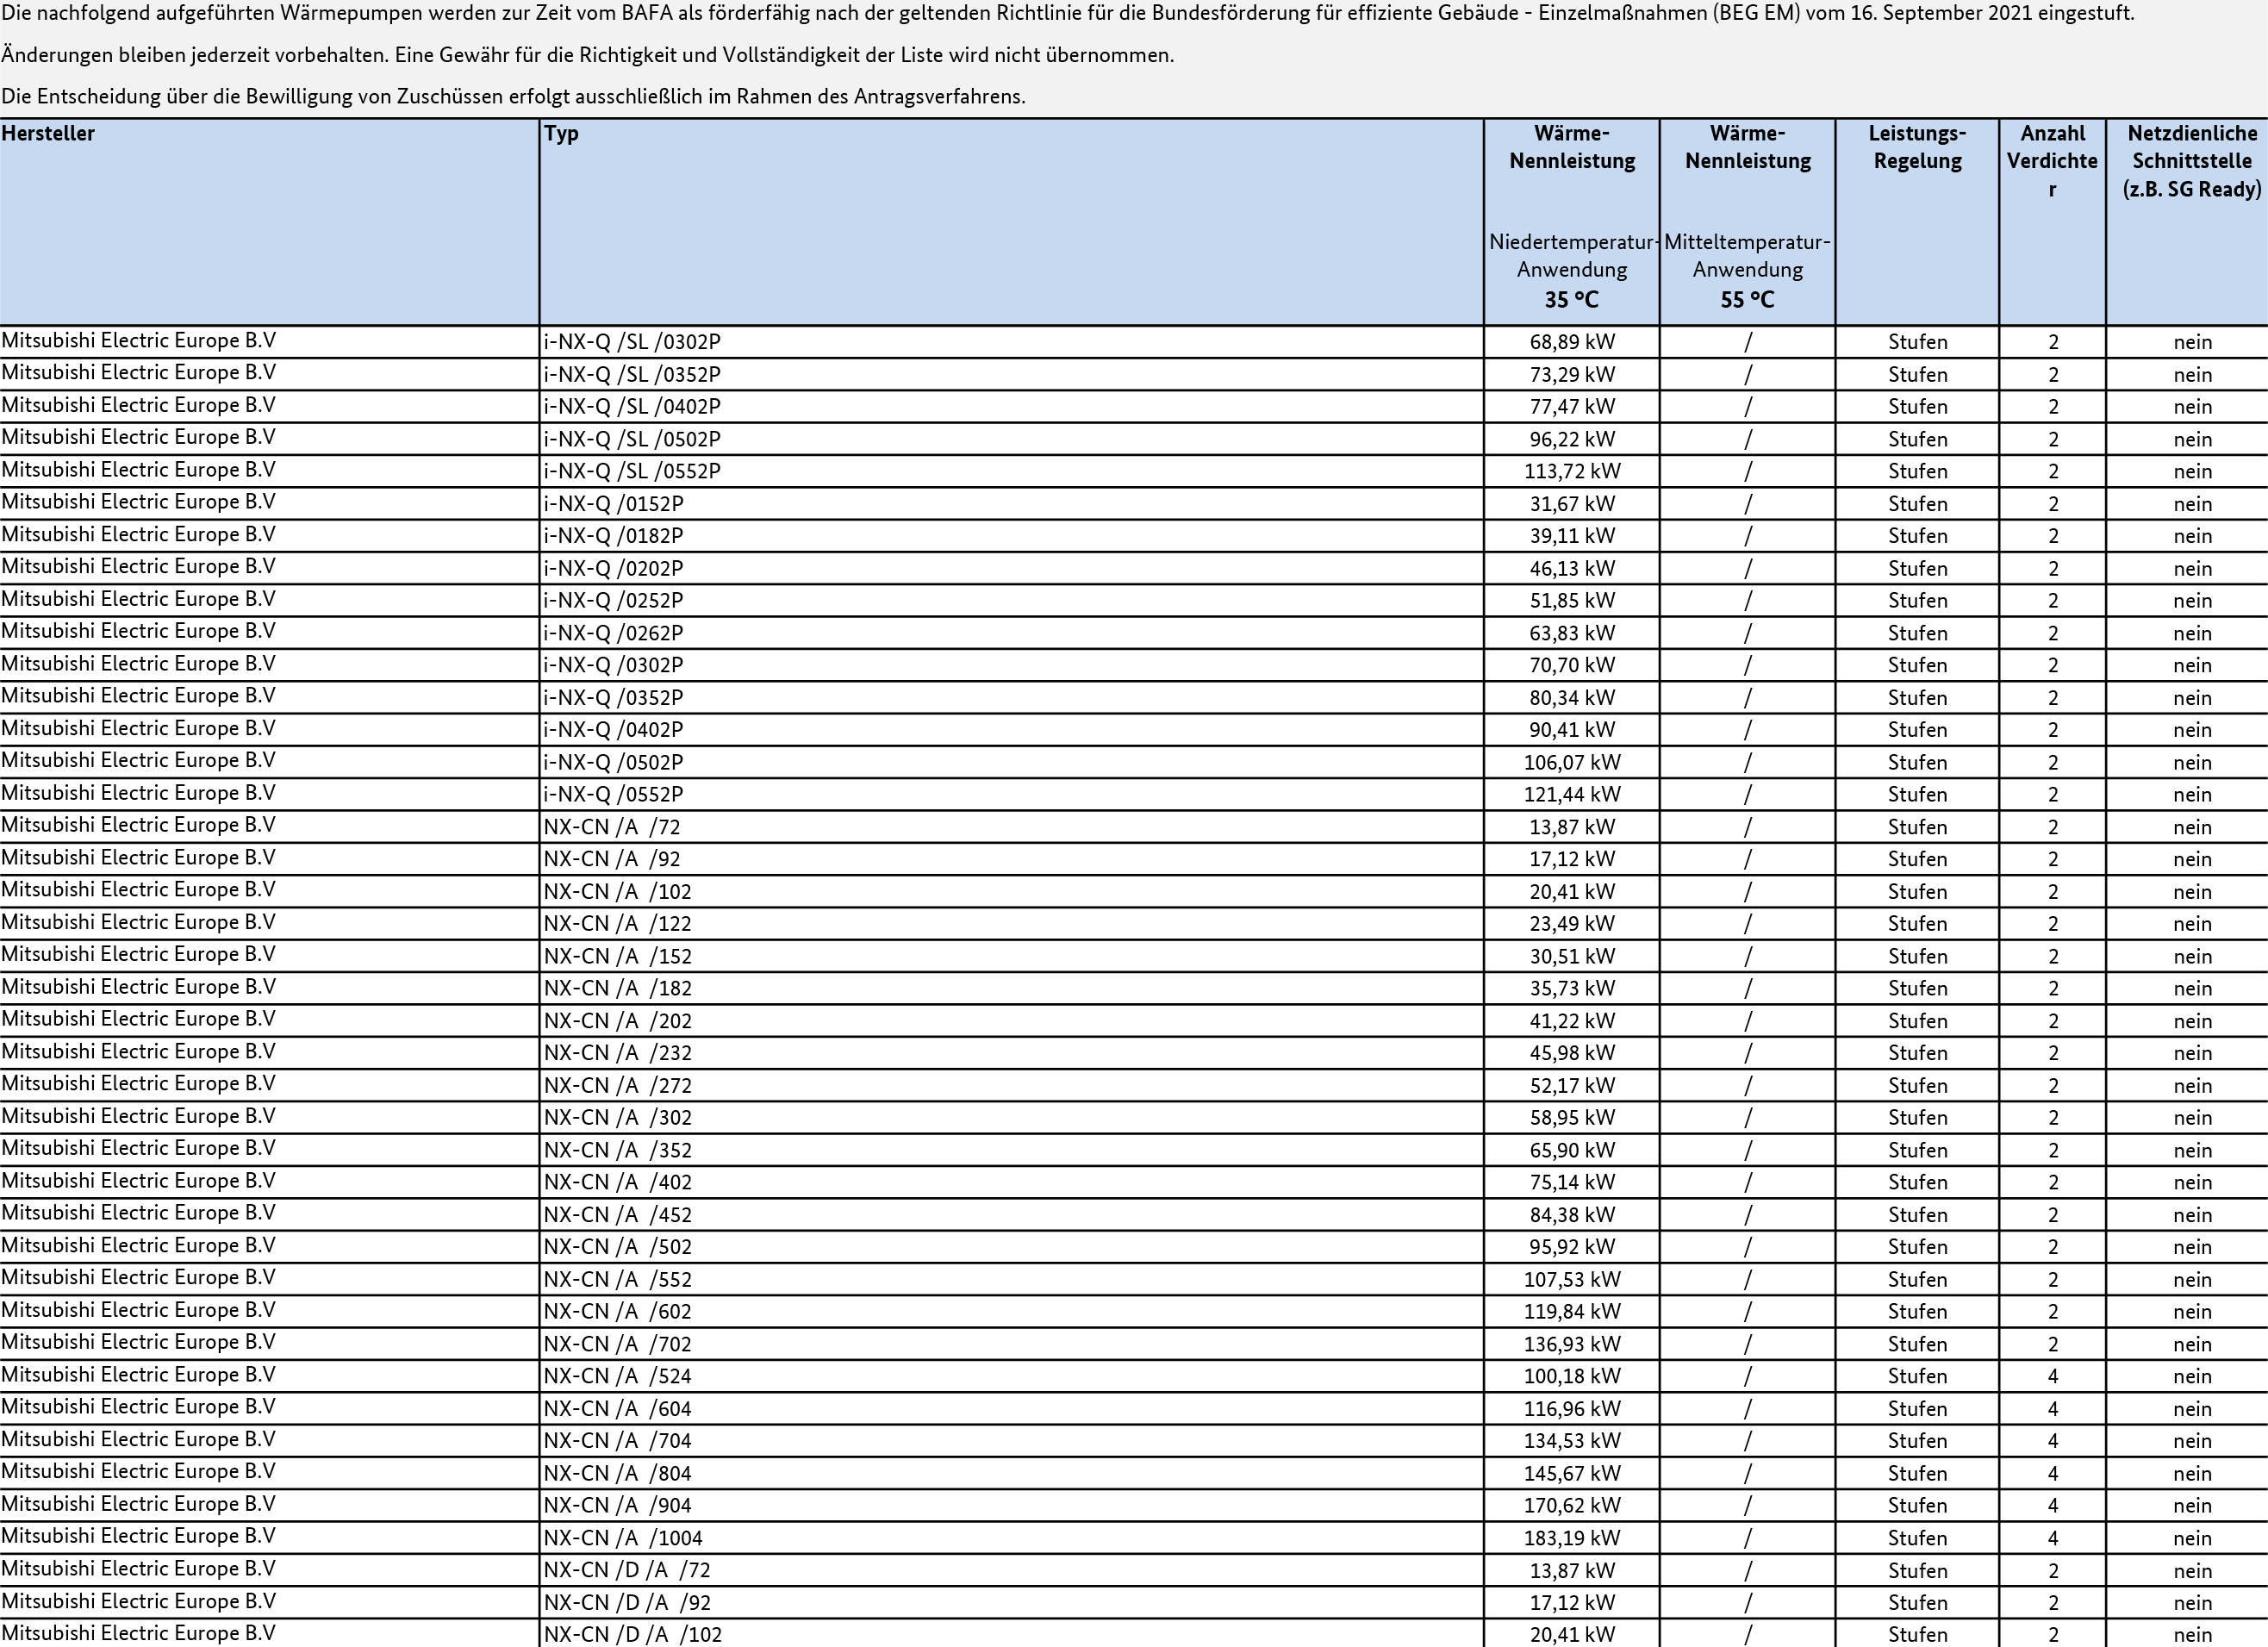 Die nachfolgend aufgeführten Wärmepumpen werden zur Zeit vom BAFA als förderfähig nach der geltenden Richtlinie für die Bundesförderung für effiziente Gebäude - Einzelmaßnahmen (BEG EM) vom 16. September 2021 eingestuft.
Änderungen bleiben jederzeit vorbehalten. Eine Gewähr für die Richtigkeit und Vollständigkeit der Liste wird nicht übernommen.
Die Entscheidung über die Bewilligung von Zuschüssen erfolgt ausschließlich im Rahmen des Antragsverfahrens.
Hersteller Typ Wärme- Wärme- Leistungs- Anzahl Netzdienliche
Nennleistung Nennleistung Regelung Verdichte Schnittstelle
r (z.B. SG Ready)
Niedertemperatur- Mitteltemperatur-
Anwendung Anwendung
35 °C 55 °C
Mitsubishi Electric Europe B.V i-NX-Q /SL /0302P 68,89 kW / Stufen 2 nein
Mitsubishi Electric Europe B.V i-NX-Q /SL /0352P 73,29 kW / Stufen 2 nein
Mitsubishi Electric Europe B.V i-NX-Q /SL /0402P 77,47 kW / Stufen 2 nein
Mitsubishi Electric Europe B.V i-NX-Q /SL /0502P 96,22 kW / Stufen 2 nein
Mitsubishi Electric Europe B.V i-NX-Q /SL /0552P 113,72 kW / Stufen 2 nein
Mitsubishi Electric Europe B.V i-NX-Q /0152P 31,67 kW / Stufen 2 nein
Mitsubishi Electric Europe B.V i-NX-Q /0182P 39,11 kW / Stufen 2 nein
Mitsubishi Electric Europe B.V i-NX-Q /0202P 46,13 kW / Stufen 2 nein
Mitsubishi Electric Europe B.V i-NX-Q /0252P 51,85 kW / Stufen 2 nein
Mitsubishi Electric Europe B.V i-NX-Q /0262P 63,83 kW / Stufen 2 nein
Mitsubishi Electric Europe B.V i-NX-Q /0302P 70,70 kW / Stufen 2 nein
Mitsubishi Electric Europe B.V i-NX-Q /0352P 80,34 kW / Stufen 2 nein
Mitsubishi Electric Europe B.V i-NX-Q /0402P 90,41 kW / Stufen 2 nein
Mitsubishi Electric Europe B.V i-NX-Q /0502P 106,07 kW / Stufen 2 nein
Mitsubishi Electric Europe B.V i-NX-Q /0552P 121,44 kW / Stufen 2 nein
Mitsubishi Electric Europe B.V NX-CN /A /72 13,87 kW / Stufen 2 nein
Mitsubishi Electric Europe B.V NX-CN /A /92 17,12 kW / Stufen 2 nein
Mitsubishi Electric Europe B.V NX-CN /A /102 20,41 kW / Stufen 2 nein
Mitsubishi Electric Europe B.V NX-CN /A /122 23,49 kW / Stufen 2 nein
Mitsubishi Electric Europe B.V NX-CN /A /152 30,51 kW / Stufen 2 nein
Mitsubishi Electric Europe B.V NX-CN /A /182 35,73 kW / Stufen 2 nein
Mitsubishi Electric Europe B.V NX-CN /A /202 41,22 kW / Stufen 2 nein
Mitsubishi Electric Europe B.V NX-CN /A /232 45,98 kW / Stufen 2 nein
Mitsubishi Electric Europe B.V NX-CN /A /272 52,17 kW / Stufen 2 nein
Mitsubishi Electric Europe B.V NX-CN /A /302 58,95 kW / Stufen 2 nein
Mitsubishi Electric Europe B.V NX-CN /A /352 65,90 kW / Stufen 2 nein
Mitsubishi Electric Europe B.V NX-CN /A /402 75,14 kW / Stufen 2 nein
Mitsubishi Electric Europe B.V NX-CN /A /452 84,38 kW / Stufen 2 nein
Mitsubishi Electric Europe B.V NX-CN /A /502 95,92 kW / Stufen 2 nein
Mitsubishi Electric Europe B.V NX-CN /A /552 107,53 kW / Stufen 2 nein
Mitsubishi Electric Europe B.V NX-CN /A /602 119,84 kW / Stufen 2 nein
Mitsubishi Electric Europe B.V NX-CN /A /702 136,93 kW / Stufen 2 nein
Mitsubishi Electric Europe B.V NX-CN /A /524 100,18 kW / Stufen 4 nein
Mitsubishi Electric Europe B.V NX-CN /A /604 116,96 kW / Stufen 4 nein
Mitsubishi Electric Europe B.V NX-CN /A /704 134,53 kW / Stufen 4 nein
Mitsubishi Electric Europe B.V NX-CN /A /804 145,67 kW / Stufen 4 nein
Mitsubishi Electric Europe B.V NX-CN /A /904 170,62 kW / Stufen 4 nein
Mitsubishi Electric Europe B.V NX-CN /A /1004 183,19 kW / Stufen 4 nein
Mitsubishi Electric Europe B.V NX-CN /D /A /72 13,87 kW / Stufen 2 nein
Mitsubishi Electric Europe B.V NX-CN /D /A /92 17,12 kW / Stufen 2 nein
Mitsubishi Electric Europe B.V NX-CN /D /A /102 20,41 kW / Stufen 2 nein